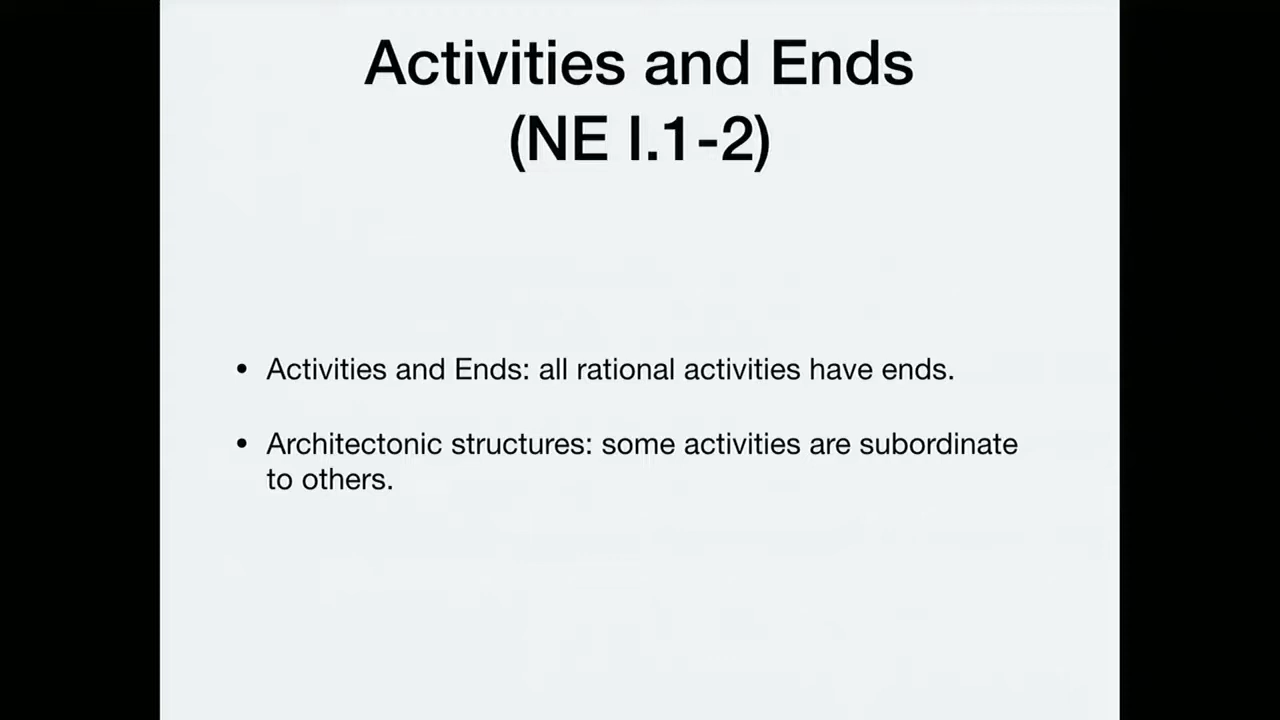 Activities and Ends
(NE I.1-2)
• Activities and Ends: all rational activities have ends.
• Architectonic structures: some activities are subordinate
to others.